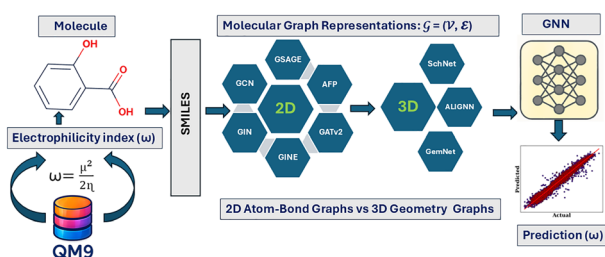 Molecule
OH
O
OH
Electrophilicity index (ω)
ω= μ²/2η
QM9
SMILES
Molecular Graph Representations: 𝒢 = (𝒱, ℰ)
GSAGE
GCN
AFP
2D
GIN
GATv2
GINE
SchNet
3D
ALIGNN
GemNet
2D Atom-Bond Graphs vs 3D Geometry Graphs
GNN
Predicted
Actual
Prediction (ω)